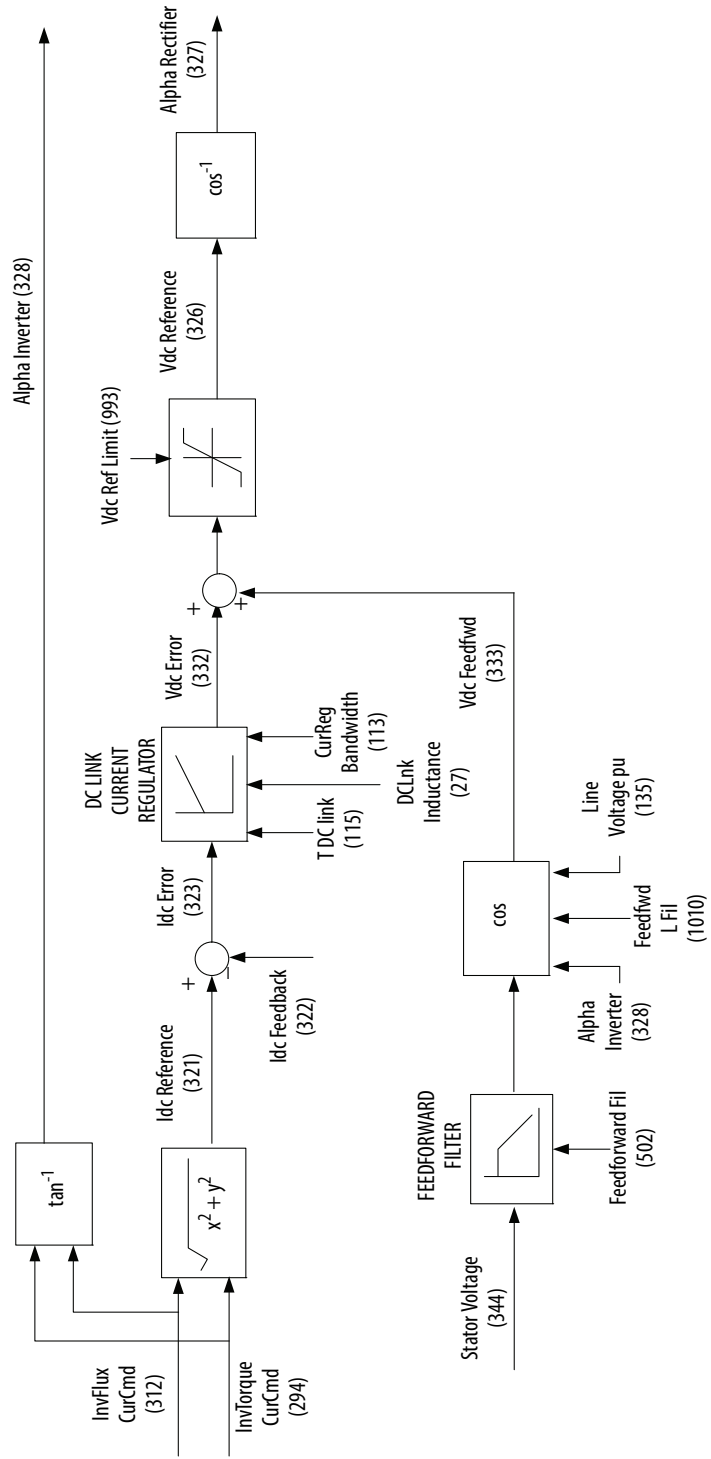 Alpha Inverter (328)
tan-1
InvFlux
CurCmd
(312)
InvTorque
CurCmd
(294)
x2 + y2
Idc Reference
(321)
+
–
Idc Feedback
(322)
Idc Error
(323)
DC LINK
CURRENT
REGULATOR
T DC link
(115)
DCLnk
Inductance
(27)
CurReg
Bandwidth
(113)
Vdc Error
(332)
+
+
Vdc Ref Limit (993)
Vdc Reference
(326)
cos-1
Alpha Rectifier
(327)
Stator Voltage
(344)
FEEDFORWARD
FILTER
Feedforward Fil
(502)
cos
Alpha
Inverter
(328)
Feedfwd
L Fil
(1010)
Line
Voltage pu
(135)
Vdc Feedfwd
(333)